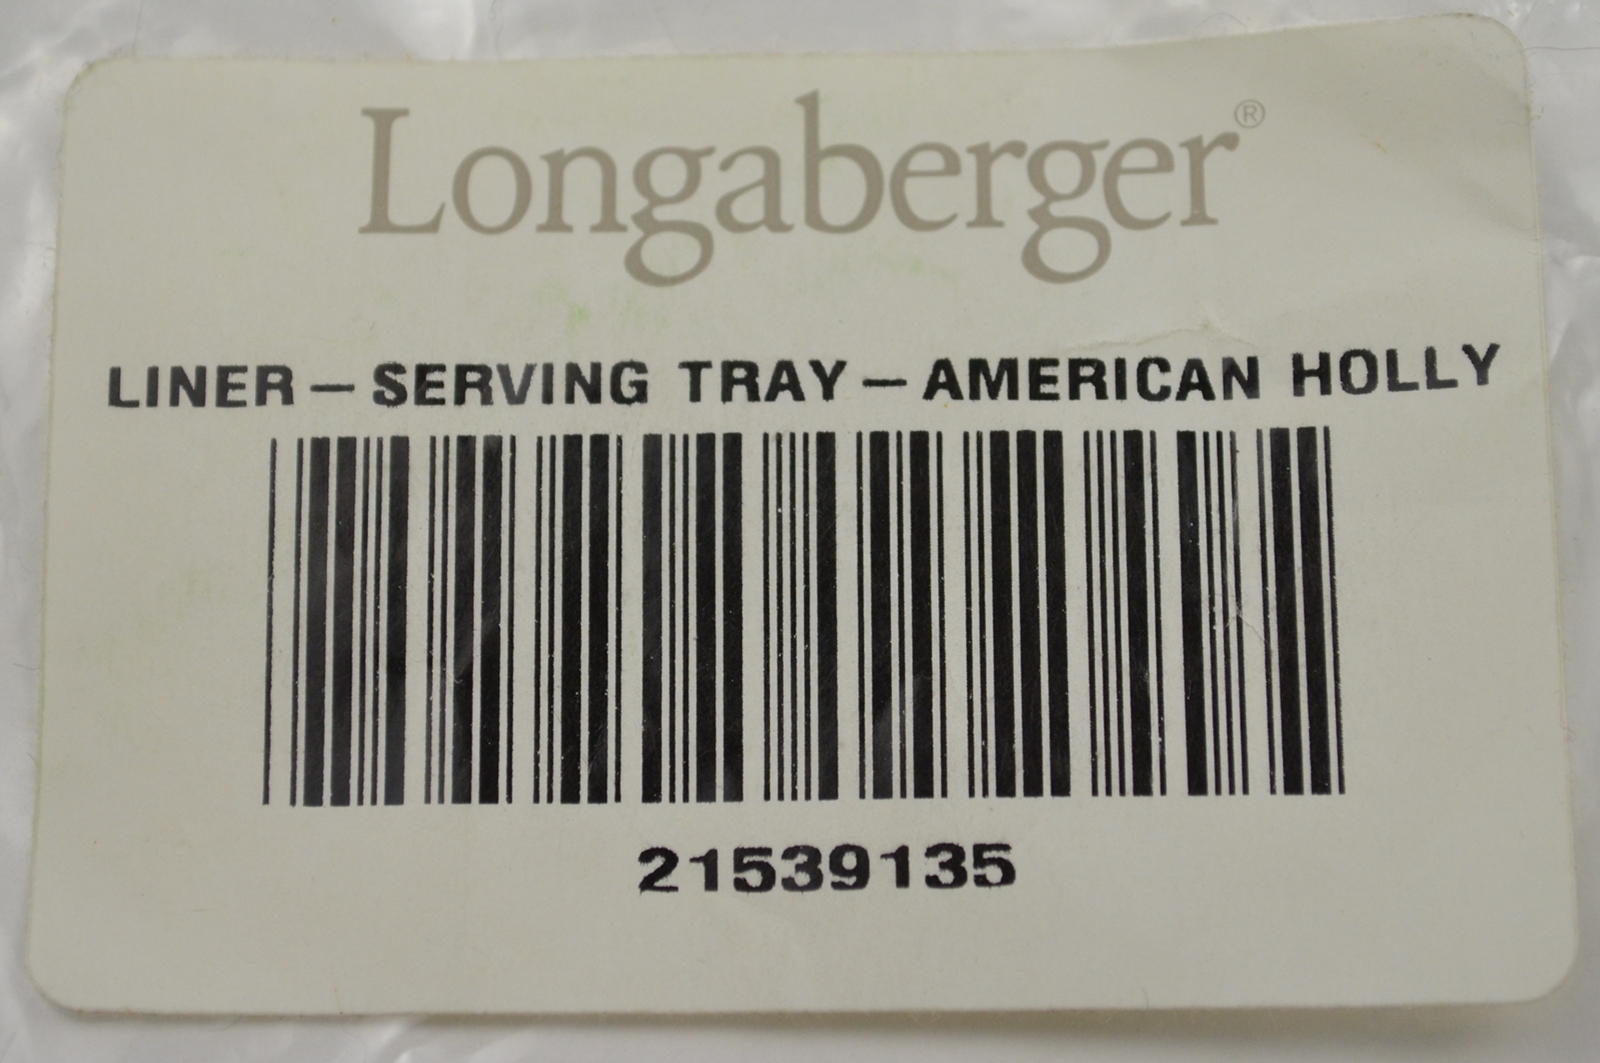 Longaberger®
LINER – SERVING TRAY – AMERICAN HOLLY
21539135